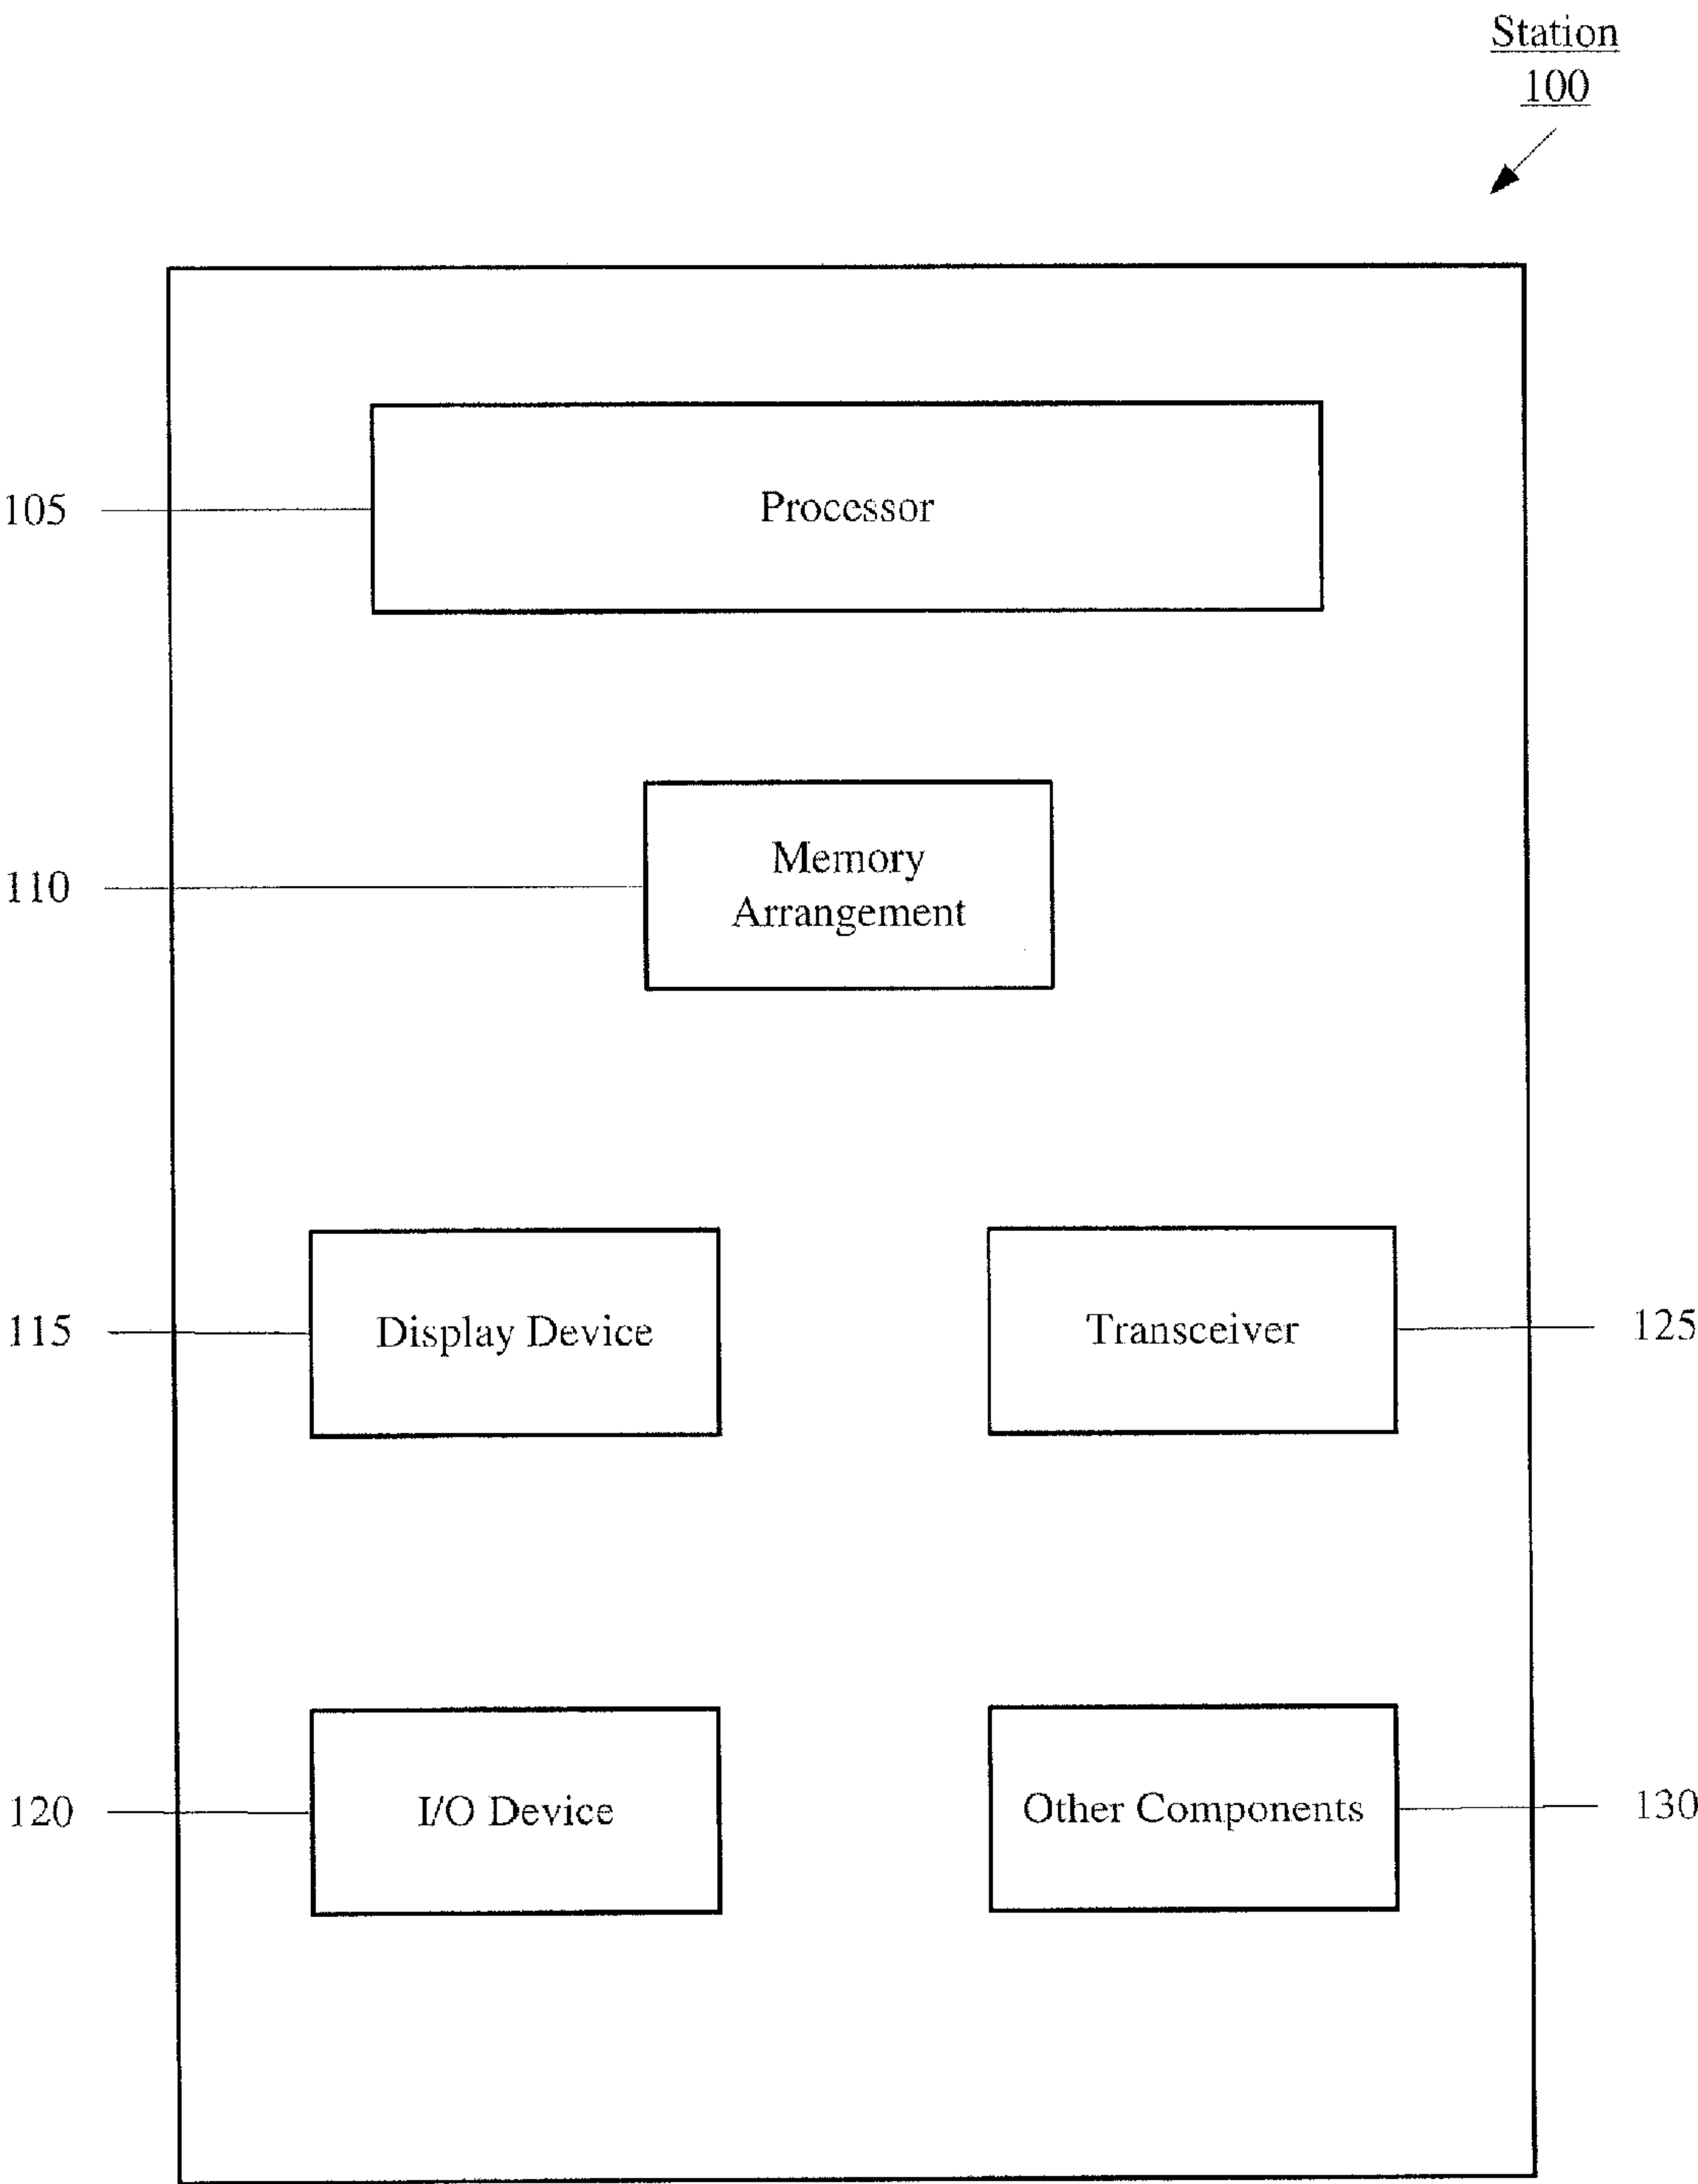 Station
100
105
Processor
110
Memory
Arrangement
115
Display Device
Transceiver
125
120
I/O Device
Other Components
130